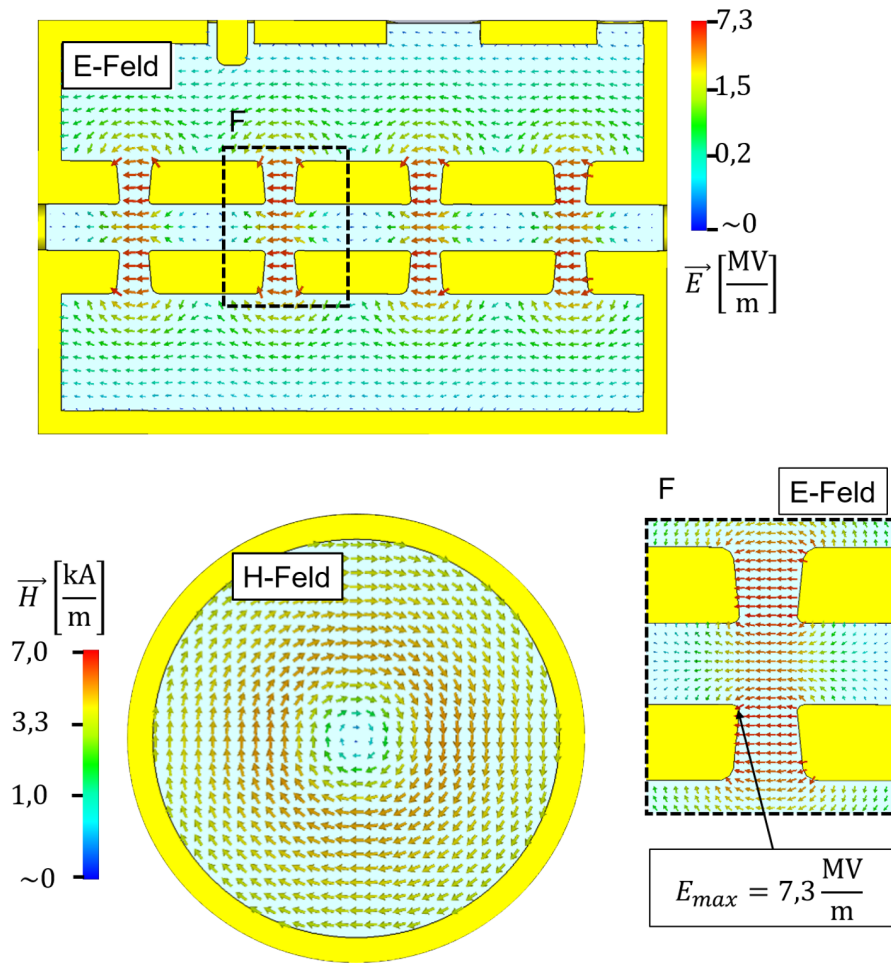 E-Feld
F
7,3
1,5
0,2
~0
E⃗ [MV/m]
H-Feld
H⃗ [kA/m]
7,0
3,3
1,0
~0
F
E-Feld
E_max = 7,3 MV/m